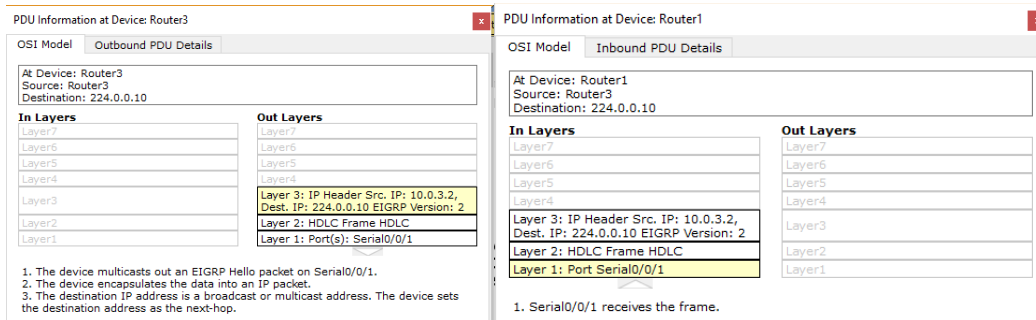 PDU Information at Device: Router3
x
OSI Model
Outbound PDU Details
At Device: Router3
Source: Router3
Destination: 224.0.0.10
In Layers
Out Layers
Layer7
Layer7
Layer6
Layer6
Layer5
Layer5
Layer4
Layer4
Layer3
Layer 3: IP Header Src. IP: 10.0.3.2,
Dest. IP: 224.0.0.10 EIGRP Version: 2
Layer2
Layer 2: HDLC Frame HDLC
Layer1
Layer 1: Port(s): Serial0/0/1
1. The device multicasts out an EIGRP Hello packet on Serial0/0/1.
2. The device encapsulates the data into an IP packet.
3. The destination IP address is a broadcast or multicast address. The device sets
the destination address as the next-hop.
PDU Information at Device: Router1
x
OSI Model
Inbound PDU Details
At Device: Router1
Source: Router3
Destination: 224.0.0.10
In Layers
Out Layers
Layer7
Layer7
Layer6
Layer6
Layer5
Layer5
Layer4
Layer4
Layer 3: IP Header Src. IP: 10.0.3.2,
Dest. IP: 224.0.0.10 EIGRP Version: 2
Layer3
Layer 2: HDLC Frame HDLC
Layer2
Layer 1: Port Serial0/0/1
Layer1
1. Serial0/0/1 receives the frame.